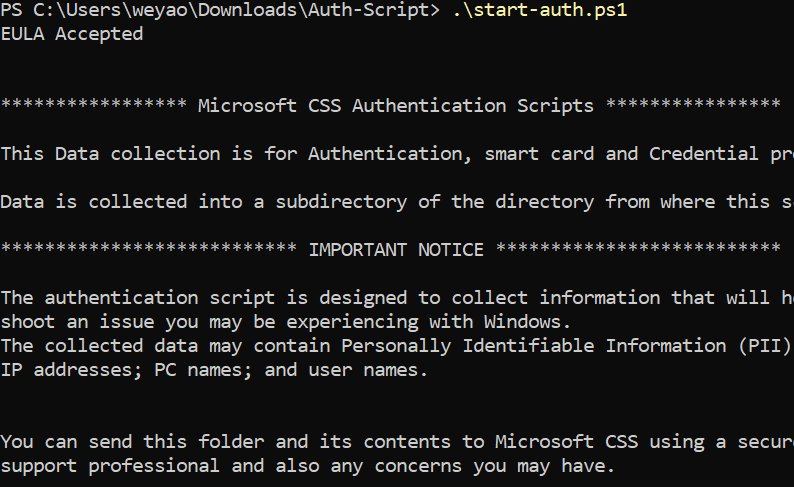 PS C:\Users\weyao\Downloads\Auth-Script> .\start-auth.ps1
EULA Accepted
***************** Microsoft CSS Authentication Scripts ****************
This Data collection is for Authentication, smart card and Credential pr
Data is collected into a subdirectory of the directory from where this s
*************************** IMPORTANT NOTICE **************************
The authentication script is designed to collect information that will he
shoot an issue you may be experiencing with Windows.
The collected data may contain Personally Identifiable Information (PII)
IP addresses; PC names; and user names.
You can send this folder and its contents to Microsoft CSS using a secure
support professional and also any concerns you may have.